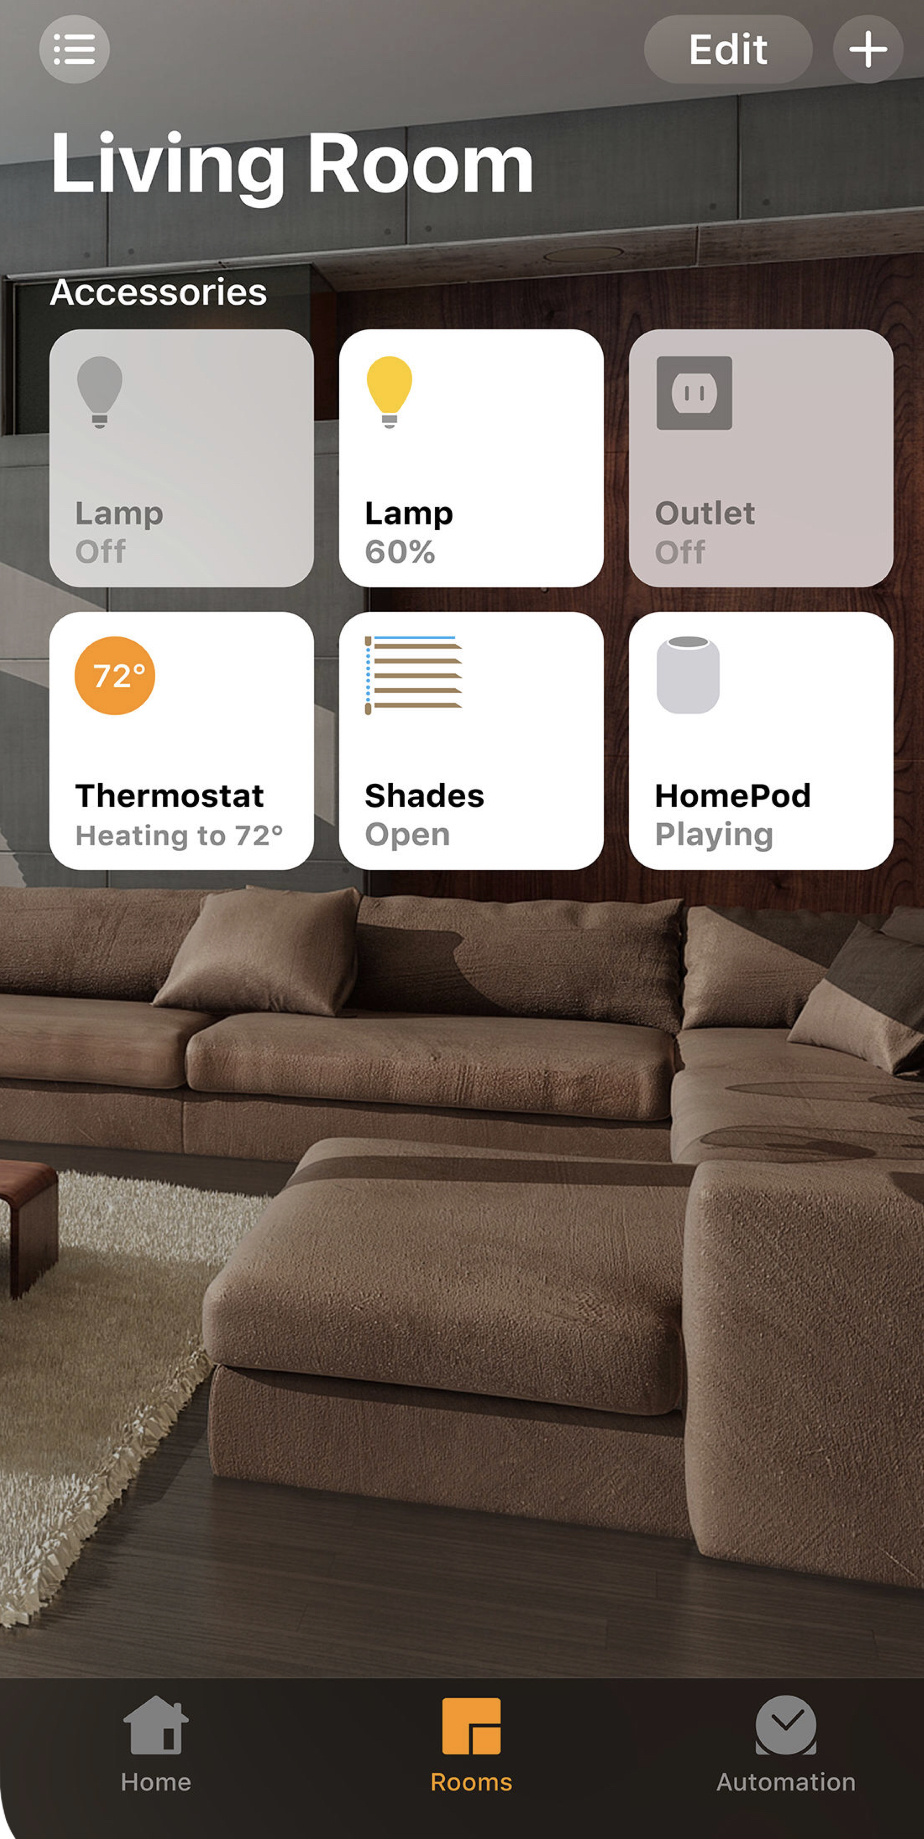 Edit
Living Room
Accessories
Lamp
Off
Lamp
60%
Outlet
Off
72°
Thermostat
Heating to 72°
Shades
Open
HomePod
Playing
Home
Rooms
Automation